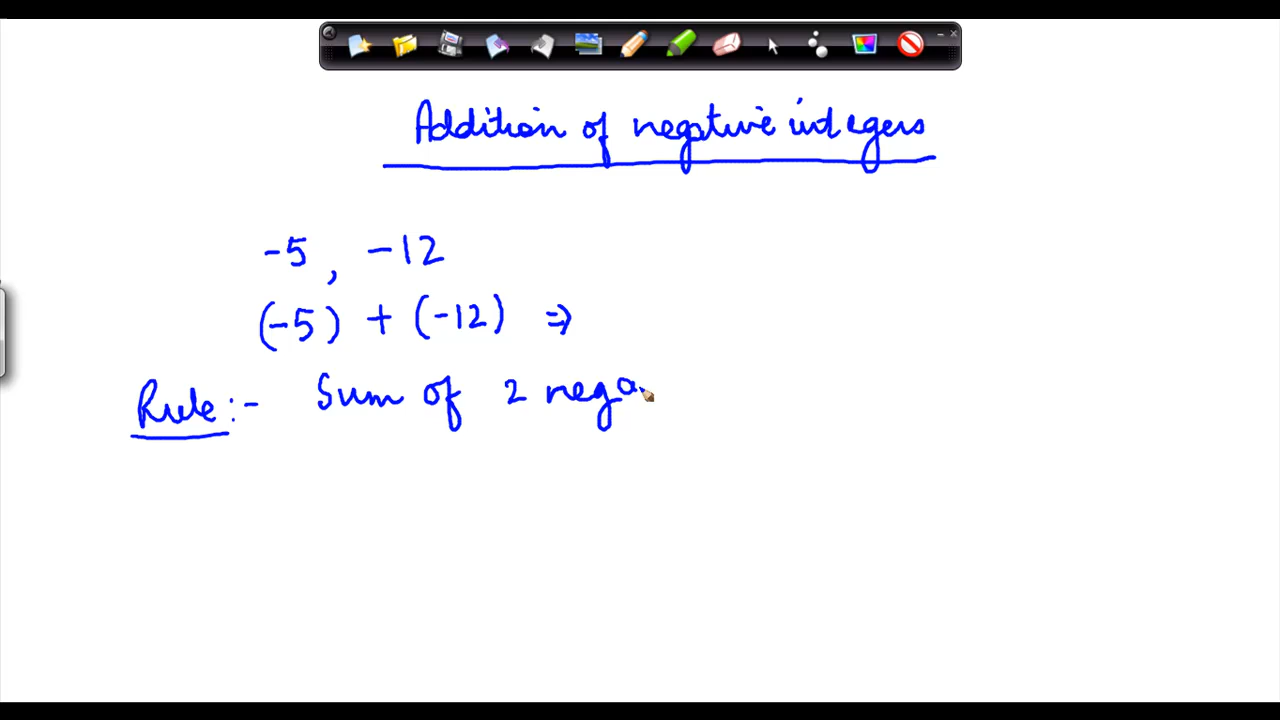 Addition of negative integers
-5, -12
(-5) + (-12) ⇒
Rule:- Sum of 2 nega